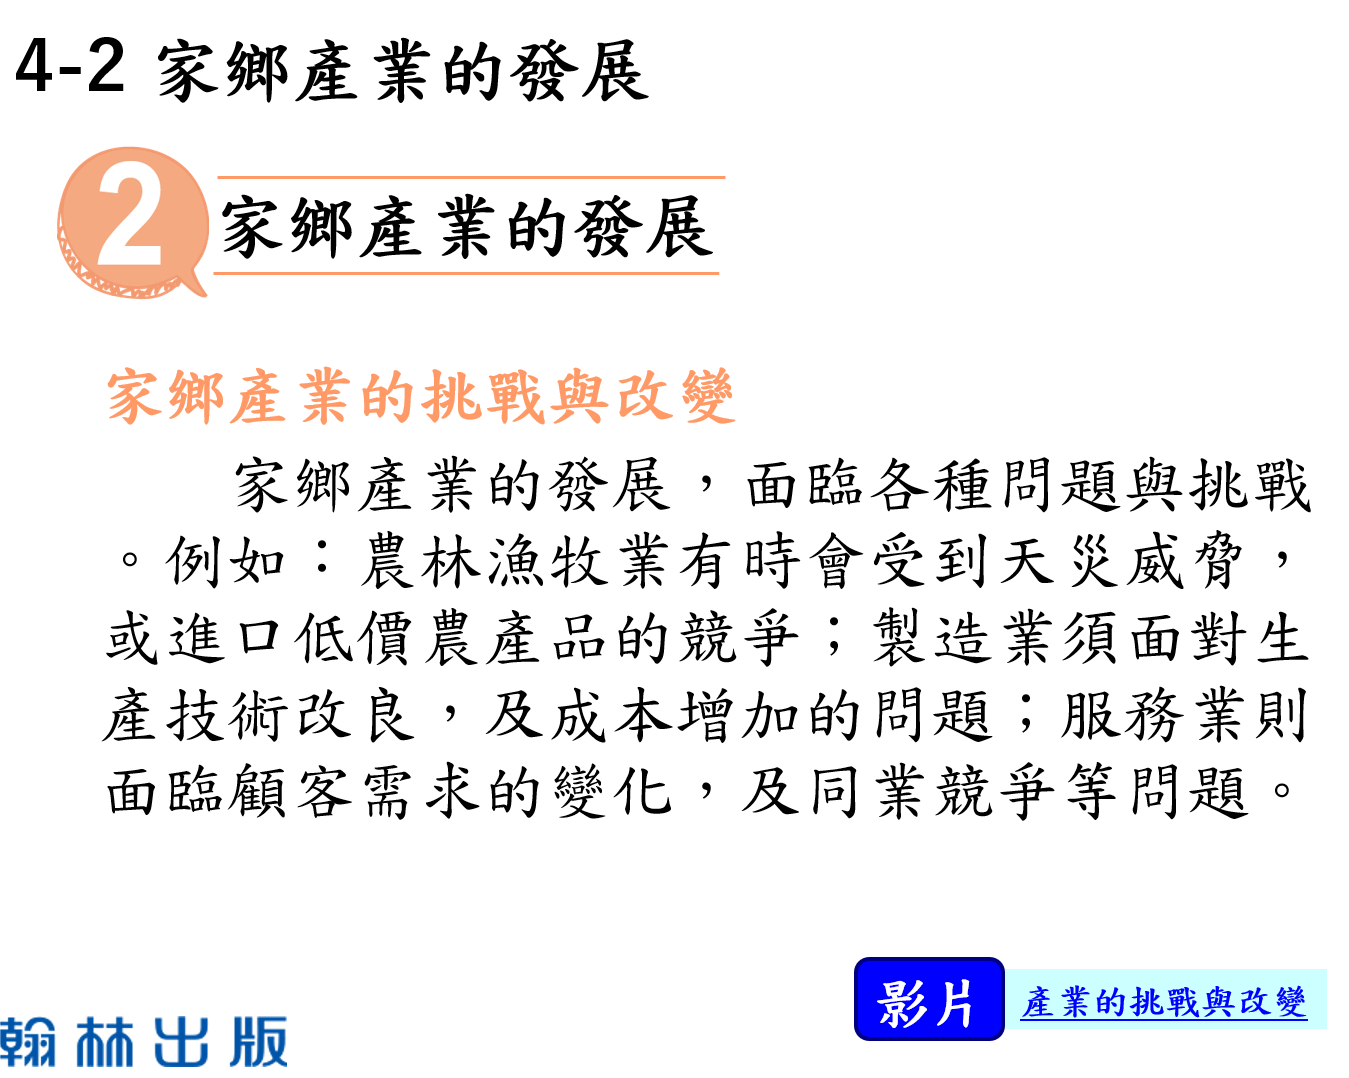 4-2 家鄉產業的發展
2 家鄉產業的發展
家鄉產業的挑戰與改變
家鄉產業的發展，面臨各種問題與挑戰
。例如：農林漁牧業有時會受到天災威脅，
或進口低價農產品的競爭；製造業須面對生
產技術改良，及成本增加的問題；服務業則
面臨顧客需求的變化，及同業競爭等問題。
影片 產業的挑戰與改變
翰林出版